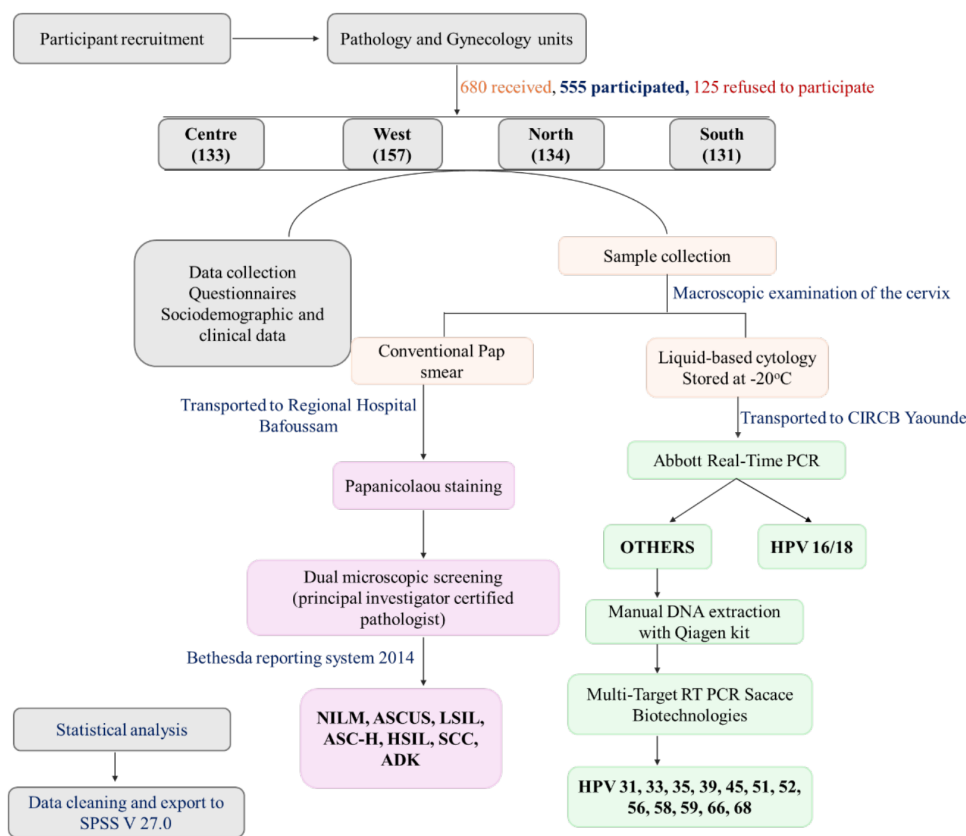 Participant recruitment
Pathology and Gynecology units
680 received, 555 participated, 125 refused to participate
Centre
(133)
West
(157)
North
(134)
South
(131)
Data collection
Questionnaires
Sociodemographic and
clinical data
Sample collection
Macroscopic examination of the cervix
Conventional Pap
smear
Liquid-based cytology
Stored at -20°C
Transported to Regional Hospital
Bafoussam
Transported to CIRCB Yaounde
Papanicolaou staining
Abbott Real-Time PCR
OTHERS
HPV 16/18
Dual microscopic screening
(principal investigator certified
pathologist)
Manual DNA extraction
with Qiagen kit
Bethesda reporting system 2014
Multi-Target RT PCR Sacace
Biotechnologies
NILM, ASCUS, LSIL,
ASC-H, HSIL, SCC,
ADK
HPV 31, 33, 35, 39, 45, 51, 52,
56, 58, 59, 66, 68
Statistical analysis
Data cleaning and export to
SPSS V 27.0